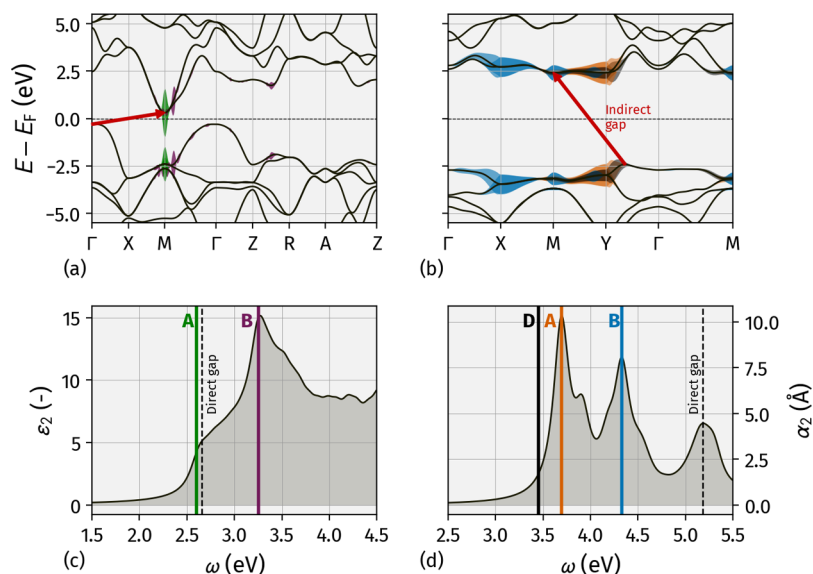 E − E_F (eV)
5.0
2.5
0.0
−2.5
−5.0
Γ X M Γ Z R A Z
(a)
Indirect
gap
Γ X M Y Γ M
(b)
ε₂ (-)
15
10
5
0
A
Direct gap
B
1.5 2.0 2.5 3.0 3.5 4.0 4.5
(c)
ω (eV)
D A
B
Direct gap
10.0
7.5
5.0
2.5
0.0
α₂ (Å)
2.5 3.0 3.5 4.0 4.5 5.0 5.5
(d)
ω (eV)